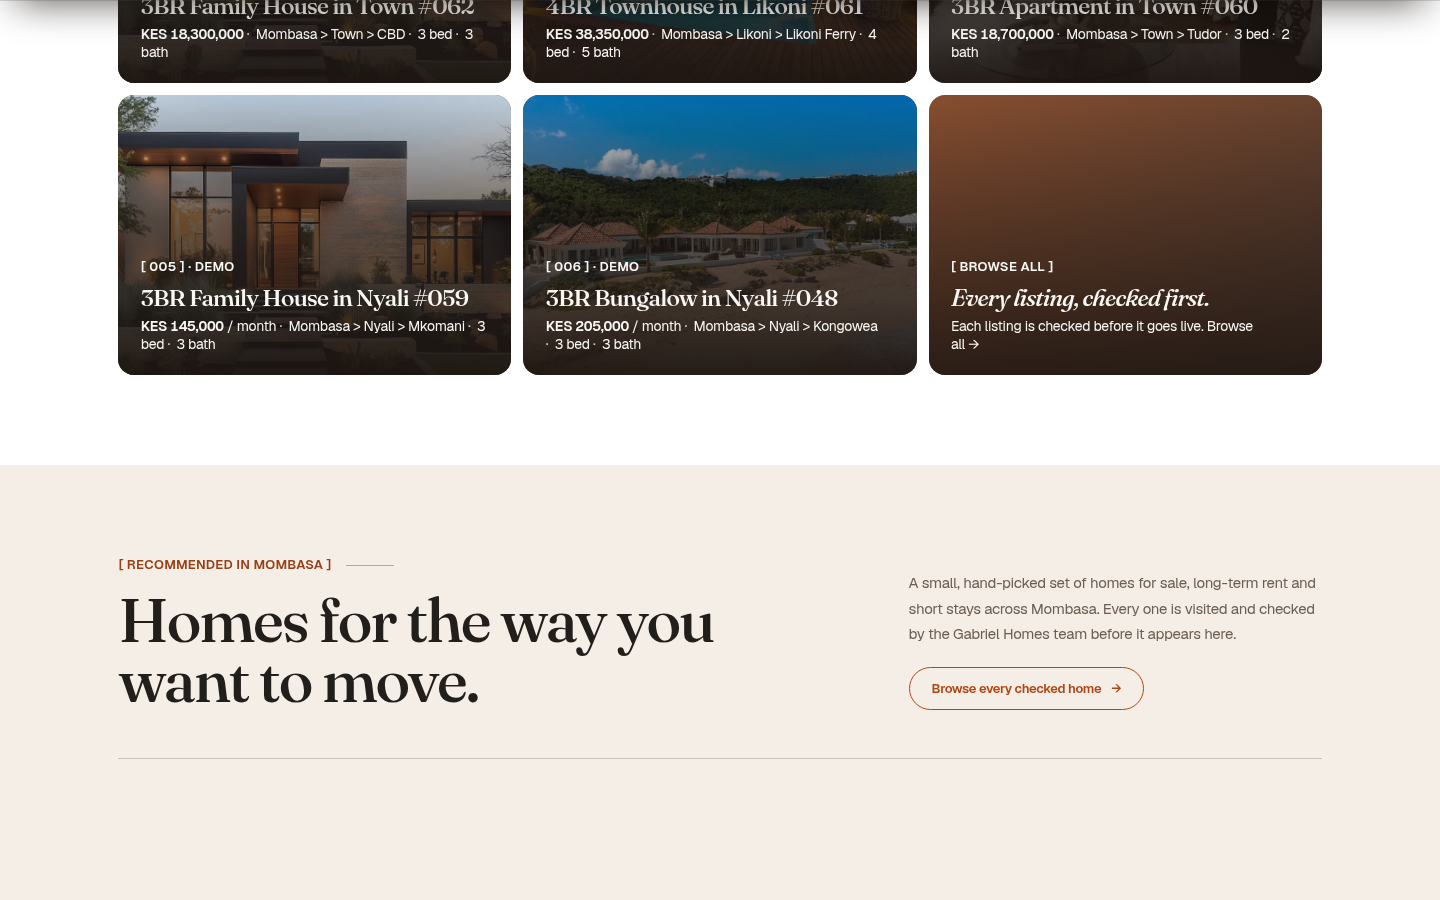 3BR Family House in Town #062
KES 18,300,000 · Mombasa > Town > CBD · 3 bed · 3
bath
4BR Townhouse in Likoni #061
KES 38,350,000 · Mombasa > Likoni > Likoni Ferry · 4
bed · 5 bath
3BR Apartment in Town #060
KES 18,700,000 · Mombasa > Town > Tudor · 3 bed · 2
bath
[ 005 ] · DEMO
3BR Family House in Nyali #059
KES 145,000 / month · Mombasa > Nyali > Mkomani · 3
bed · 3 bath
[ 006 ] · DEMO
3BR Bungalow in Nyali #048
KES 205,000 / month · Mombasa > Nyali > Kongowea
· 3 bed · 3 bath
[ BROWSE ALL ]
Every listing, checked first.
Each listing is checked before it goes live. Browse
all →
[ RECOMMENDED IN MOMBASA ]
Homes for the way you
want to move.
A small, hand-picked set of homes for sale, long-term rent and
short stays across Mombasa. Every one is visited and checked
by the Gabriel Homes team before it appears here.
Browse every checked home →